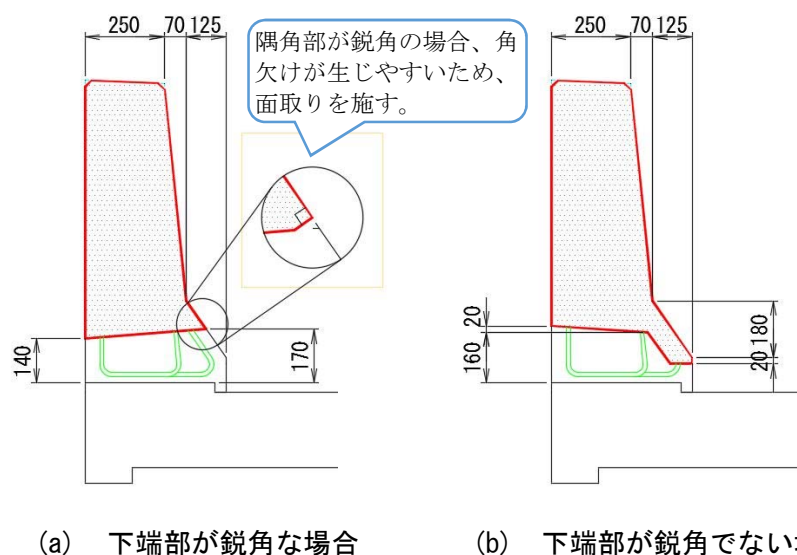 250 70 125
隅角部が鋭角の場合、角
欠けが生じやすいため、
面取りを施す。
140
170
(a) 下端部が鋭角な場合
250 70 125
20
160
180
20
(b) 下端部が鋭角でない